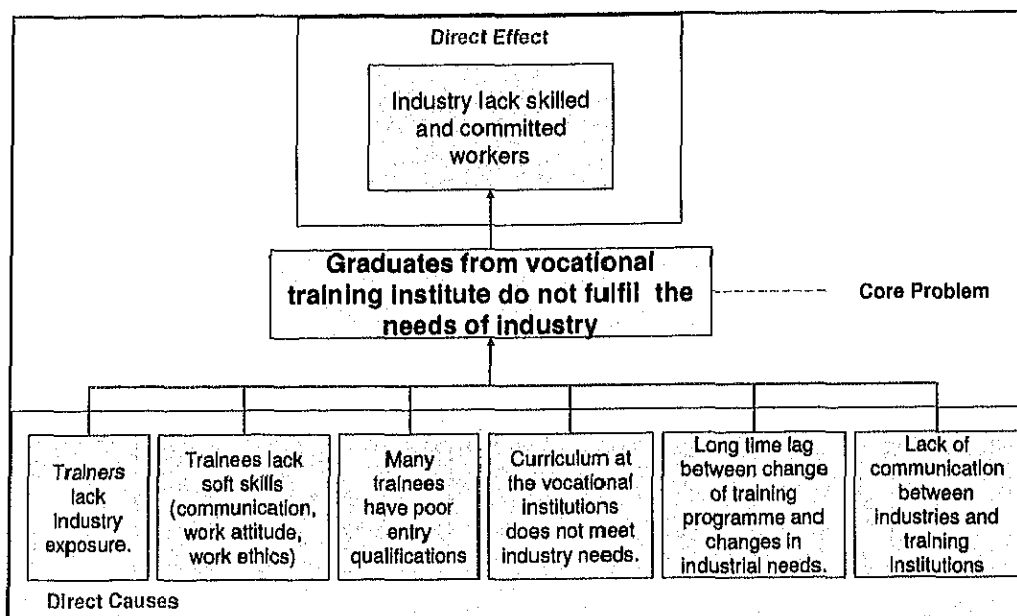 Direct Effect
Industry lack skilled
and committed
workers
Graduates from vocational
training institute do not fulfil the
needs of industry
Core Problem
Trainers
lack
industry
exposure.
Trainees lack
soft skills
(communication,
work attitude,
work ethics)
Many
trainees
have poor
entry
qualifications
Curriculum at
the vocational
institutions
does not meet
industry needs.
Long time lag
between change
of training
programme and
changes in
industrial needs.
Lack of
communication
between
industries and
training
Institutions
Direct Causes